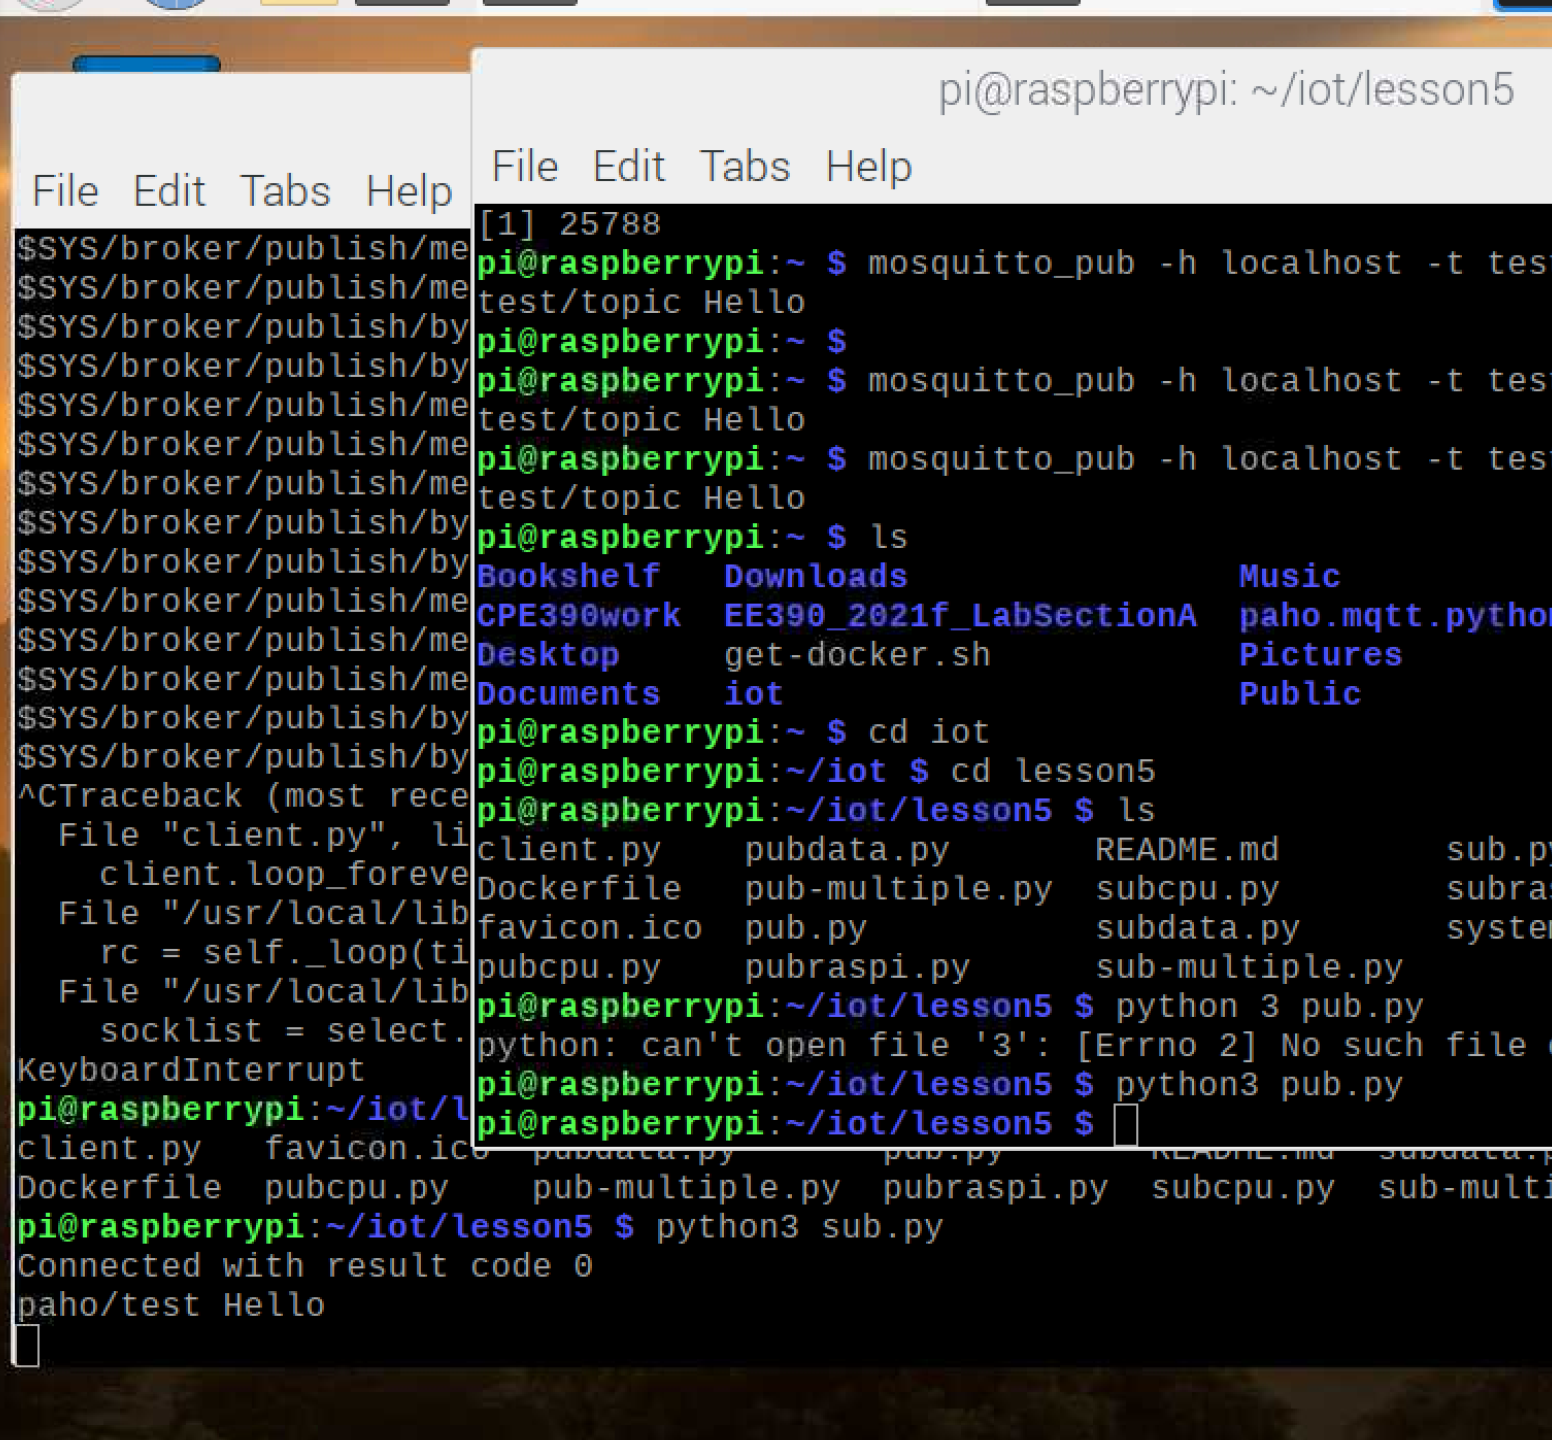 pi@raspberrypi: ~/iot/lesson5
File Edit Tabs Help
[1] 25788
pi@raspberrypi:~ $ mosquitto_pub -h localhost -t
test/topic Hello
pi@raspberrypi:~ $
pi@raspberrypi:~ $ mosquitto_pub -h localhost -t
test/topic Hello
pi@raspberrypi:~ $ mosquitto_pub -h localhost -t
test/topic Hello
pi@raspberrypi:~ $ ls
Bookshelf Downloads Music
CPE390work EE390_2021f_LabSectionA paho.mqtt.pytho
Desktop get-docker.sh Pictures
Documents iot Public
pi@raspberrypi:~ $ cd iot
pi@raspberrypi:~/iot $ cd lesson5
pi@raspberrypi:~/iot/lesson5 $ ls
client.py pubdata.py README.md sub.p
Dockerfile pub-multiple.py subcpu.py subra
favicon.ico pub.py subdata.py syste
pubcpu.py pubraspi.py sub-multiple.py
pi@raspberrypi:~/iot/lesson5 $ python 3 pub.py
python: can't open file '3': [Errno 2] No such file
pi@raspberrypi:~/iot/lesson5 $ python3 pub.py
pi@raspberrypi:~/iot/lesson5 $
File Edit Tabs Help
$SYS/broker/publish/me
$SYS/broker/publish/me
$SYS/broker/publish/by
$SYS/broker/publish/by
$SYS/broker/publish/me
$SYS/broker/publish/me
$SYS/broker/publish/me
$SYS/broker/publish/by
$SYS/broker/publish/by
$SYS/broker/publish/me
$SYS/broker/publish/me
$SYS/broker/publish/me
$SYS/broker/publish/by
$SYS/broker/publish/by
^CTraceback (most rece
File "client.py", li
client.loop_foreve
File "/usr/local/lib
rc = self._loop(ti
File "/usr/local/lib
socklist = select.
KeyboardInterrupt
pi@raspberrypi:~/iot/l
client.py favicon.ico pubdata.py pub.py README.md subdata.p
Dockerfile pubcpu.py pub-multiple.py pubraspi.py subcpu.py sub-multi
pi@raspberrypi:~/iot/lesson5 $ python3 sub.py
Connected with result code 0
paho/test Hello